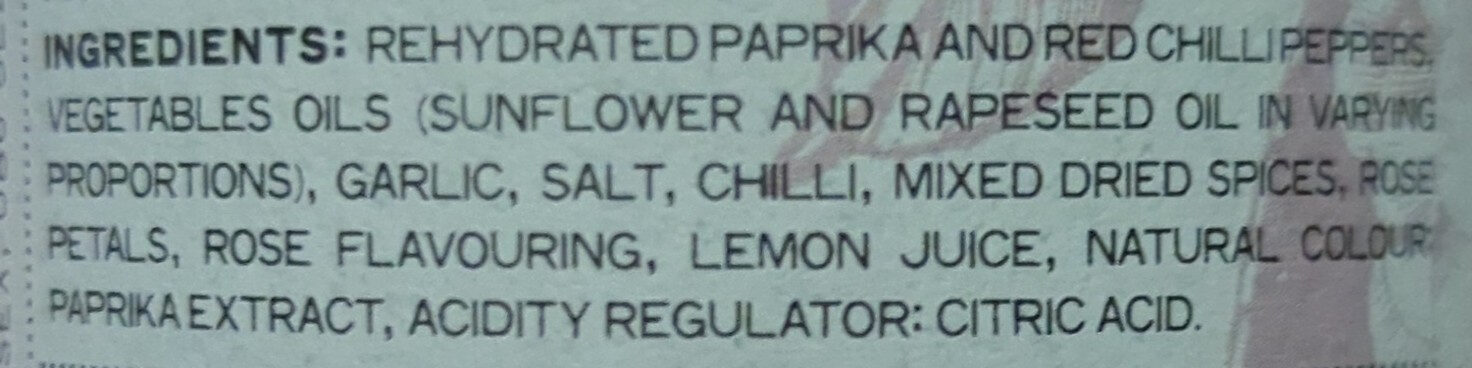 INGREDIENTS: REHYDRATED PAPRIKA AND RED CHILLI PEPPERS,
VEGETABLES OILS (SUNFLOWER AND RAPESEED OIL IN VARYING
PROPORTIONS), GARLIC, SALT, CHILLI, MIXED DRIED SPICES, ROSE
PETALS, ROSE FLAVOURING, LEMON JUICE, NATURAL COLOUR:
PAPRIKA EXTRACT, ACIDITY REGULATOR: CITRIC ACID.